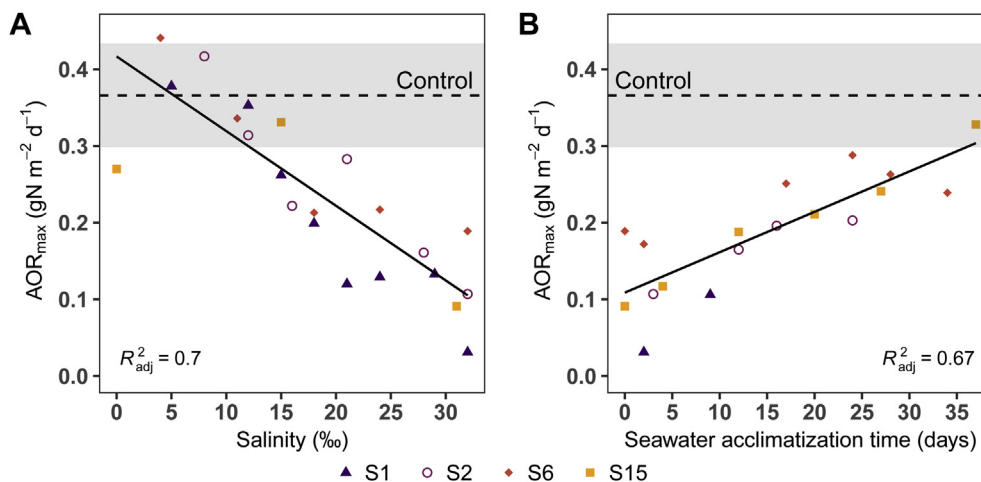 A
AORmax (gN m−2 d−1)
0.4
0.3
0.2
0.1
0.0
Control
R2adj = 0.7
0 5 10 15 20 25 30
Salinity (‰)
B
AORmax (gN m−2 d−1)
0.4
0.3
0.2
0.1
0.0
Control
R2adj = 0.67
0 5 10 15 20 25 30 35
Seawater acclimatization time (days)
S1 S2 S6 S15